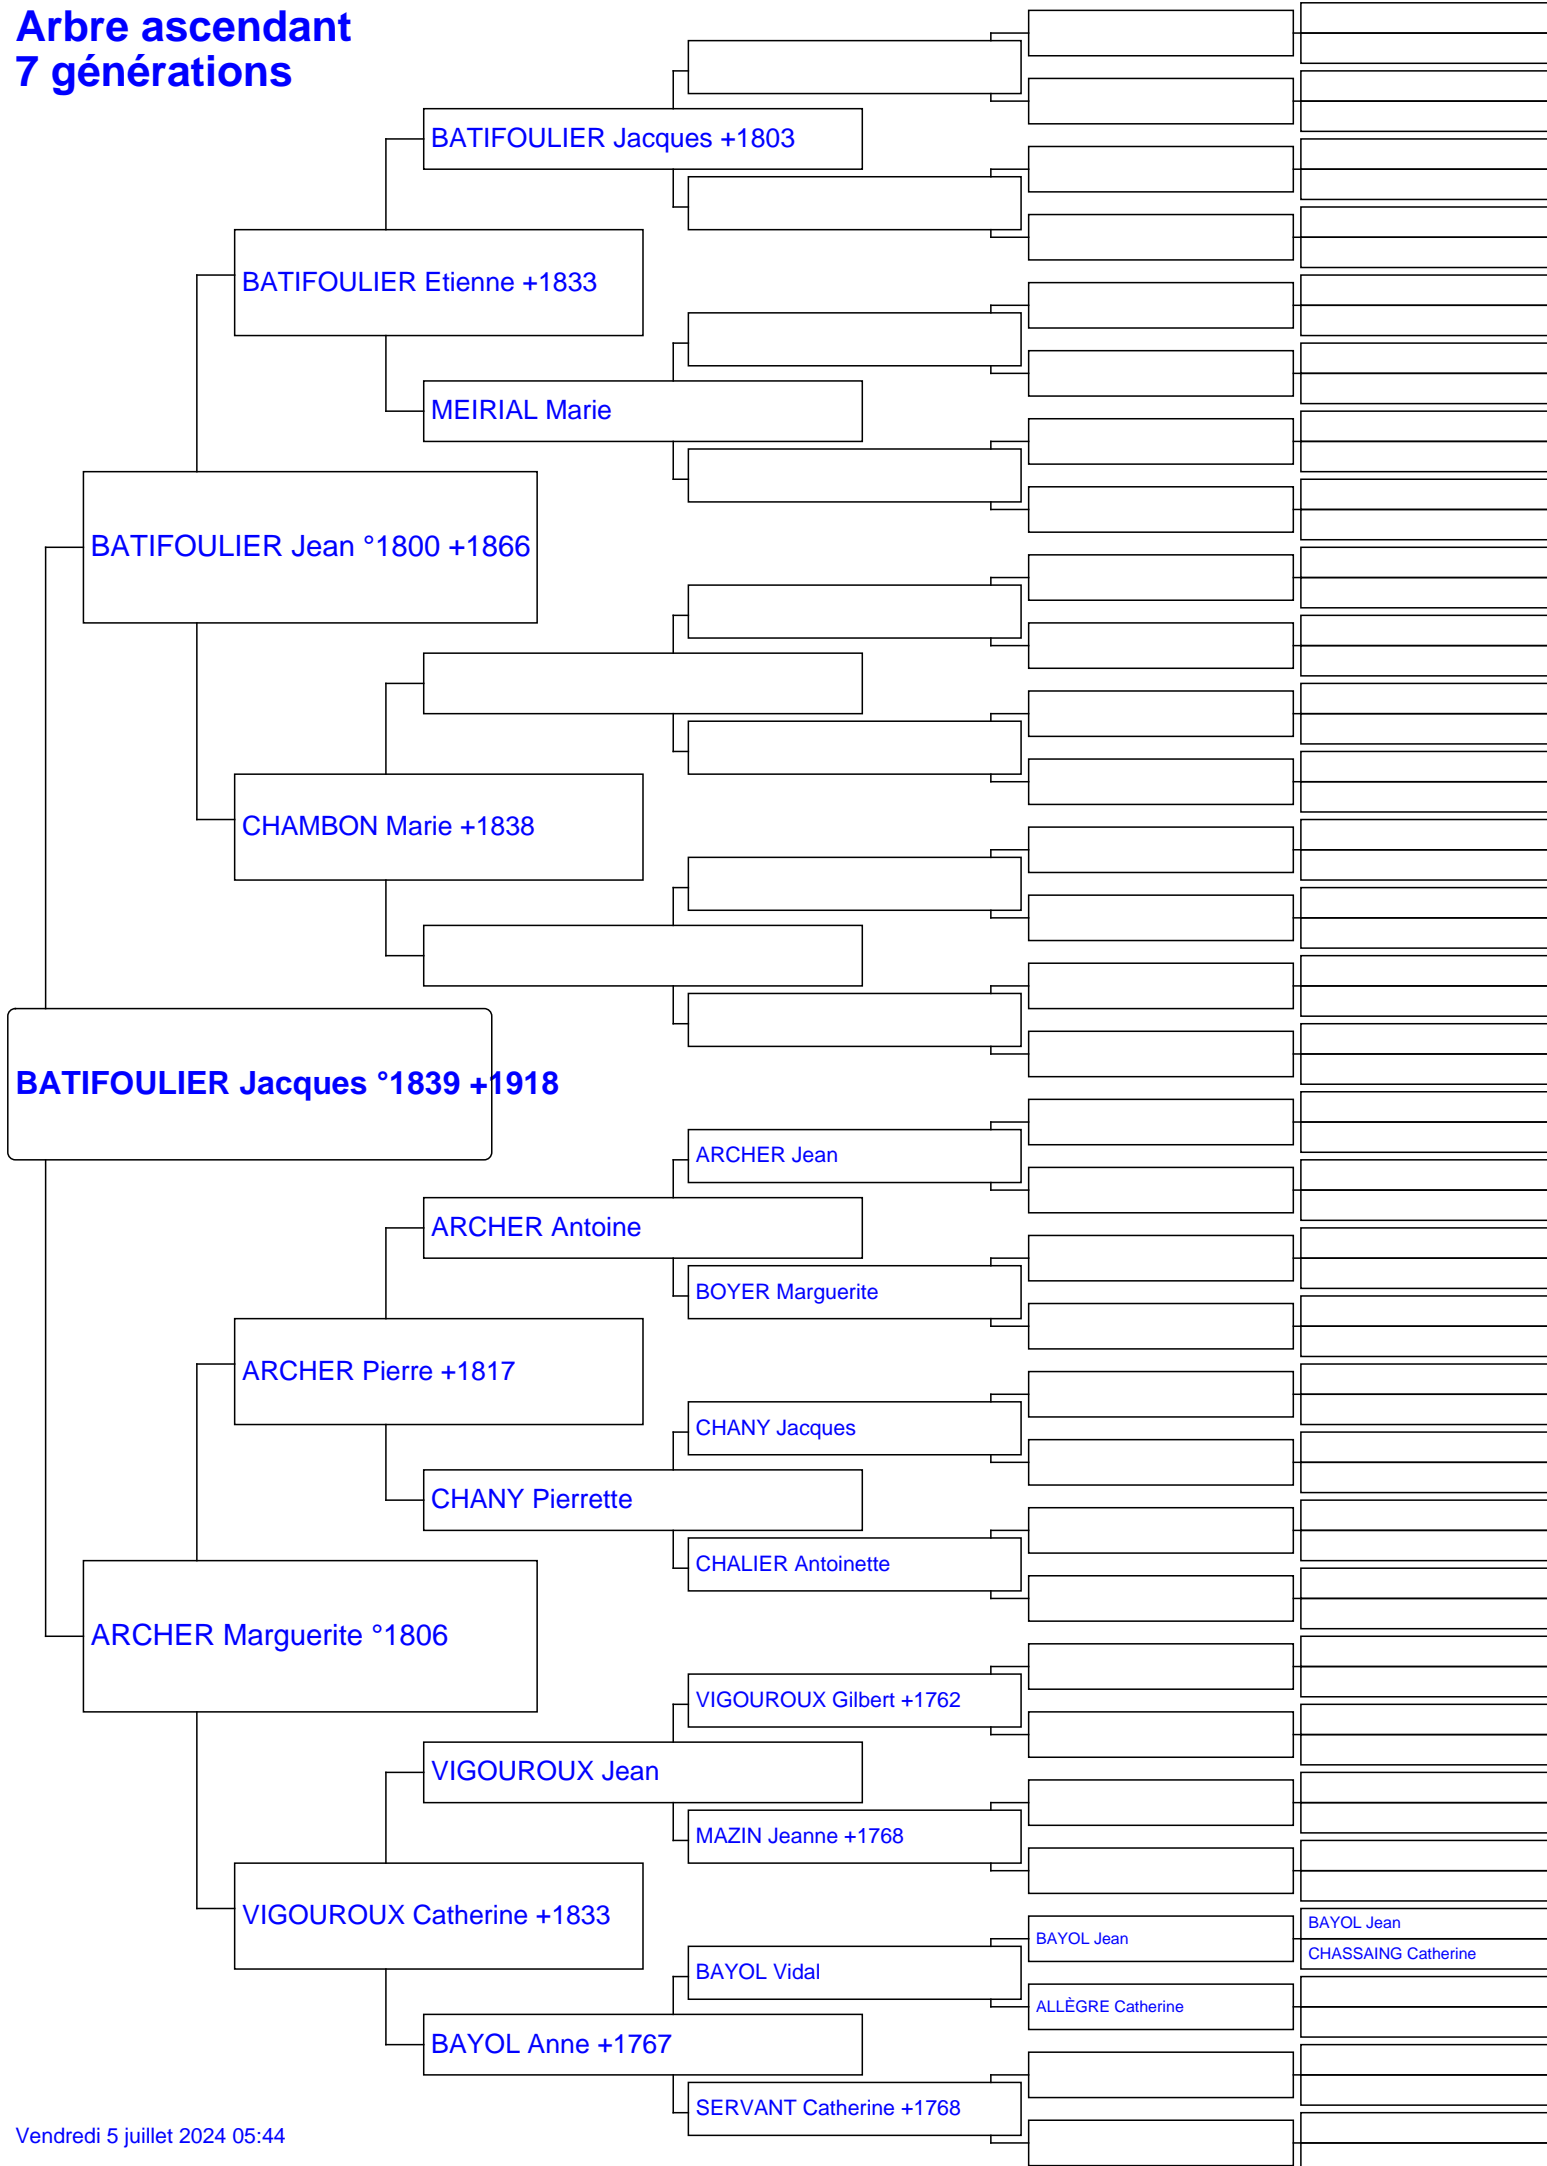 Arbre ascendant
7 générations
BATIFOULIER Jacques +1803
BATIFOULIER Etienne +1833
MEIRIAL Marie
BATIFOULIER Jean °1800 +1866
CHAMBON Marie +1838
BATIFOULIER Jacques °1839 +1918
ARCHER Jean
ARCHER Antoine
BOYER Marguerite
ARCHER Pierre +1817
CHANY Jacques
CHANY Pierrette
CHALIER Antoinette
ARCHER Marguerite °1806
VIGOUROUX Gilbert +1762
VIGOUROUX Jean
MAZIN Jeanne +1768
VIGOUROUX Catherine +1833
BAYOL Jean
BAYOL Jean
CHASSAING Catherine
BAYOL Vidal
ALLÈGRE Catherine
BAYOL Anne +1767
SERVANT Catherine +1768
Vendredi 5 juillet 2024 05:44